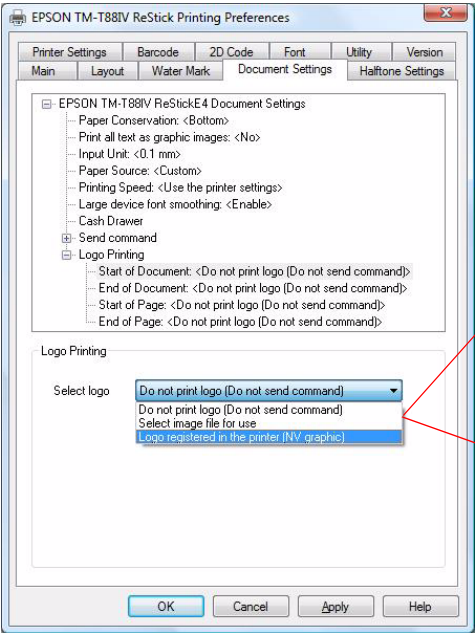 EPSON TM-T88IV ReStick Printing Preferences
Printer Settings Barcode 2D Code Font Utility Version
Main Layout Water Mark Document Settings Halftone Settings
EPSON TM-T88IV ReStickE4 Document Settings
Paper Conservation: <Bottom>
Print all text as graphic images: <No>
Input Unit: <0.1 mm>
Paper Source: <Custom>
Printing Speed: <Use the printer settings>
Large device font smoothing: <Enable>
Cash Drawer
Send command
Logo Printing
Start of Document: <Do not print logo (Do not send command)>
End of Document: <Do not print logo (Do not send command)>
Start of Page: <Do not print logo (Do not send command)>
End of Page: <Do not print logo (Do not send command)>
Logo Printing
Select logo Do not print logo (Do not send command)
Do not print logo (Do not send command)
Select image file for use
Logo registered in the printer (NV graphic)
OK Cancel Apply Help